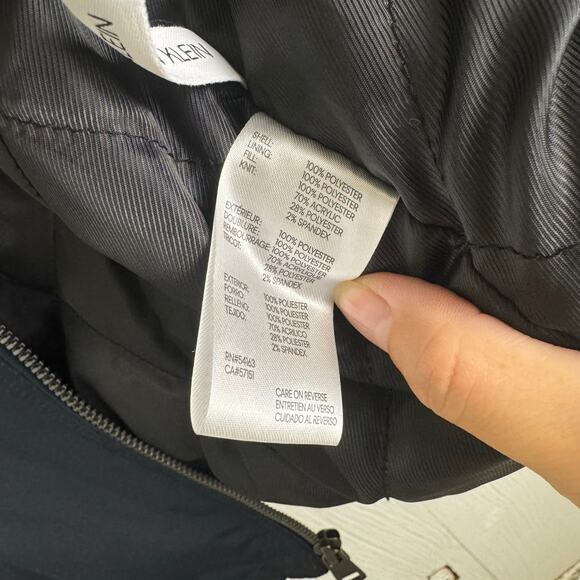 KLEIN
N KLEIN
SHELL: 100% POLYESTER
LINING: 100% POLYESTER
FILL: 100% POLYESTER
KNIT: 70% ACRYLIC
28% POLYESTER
2% SPANDEX
EXTÉRIEUR: 100% POLYESTER
DOUBLURE: 100% POLYESTER
REMBOURRAGE: 100% POLYESTER
TRICOT: 70% ACRYLIQUE
28% POLYESTER
2% SPANDEX
EXTERIOR: 100% POLIESTER
FORRO: 100% POLIESTER
RELLENO: 100% POLIESTER
TEJIDO: 70% ACRILICO
28% POLIESTER
2% SPANDEX
RN#54163
CA#57151
CARE ON REVERSE
ENTRETIEN AU VERSO
CUIDADO AL REVERSO